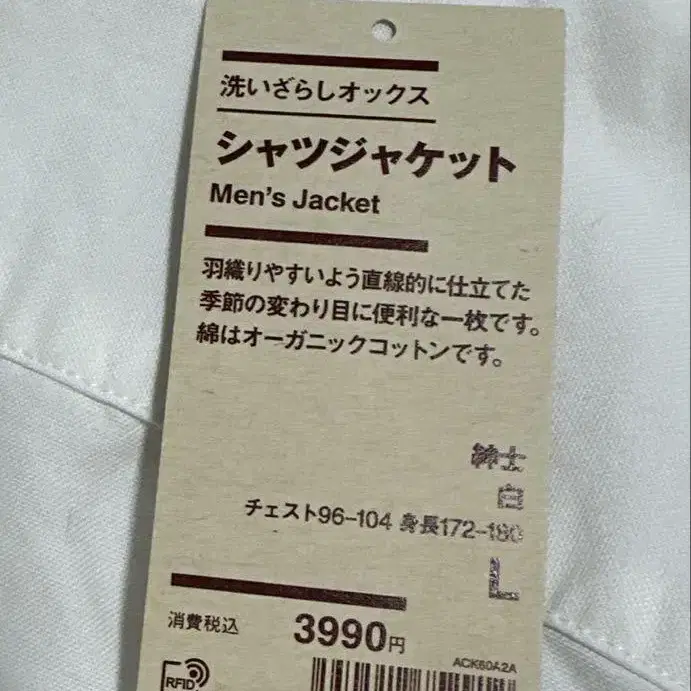 洗いざらしオックス
シャツジャケット
Men's Jacket
羽織りやすいよう直線的に仕立てた
季節の変わり目に便利な一枚です。
綿はオーガニックコットンです。
紳士
白
チェスト96-104 身長172-180
L
消費税込 3990円
ACK60A2A
RFID